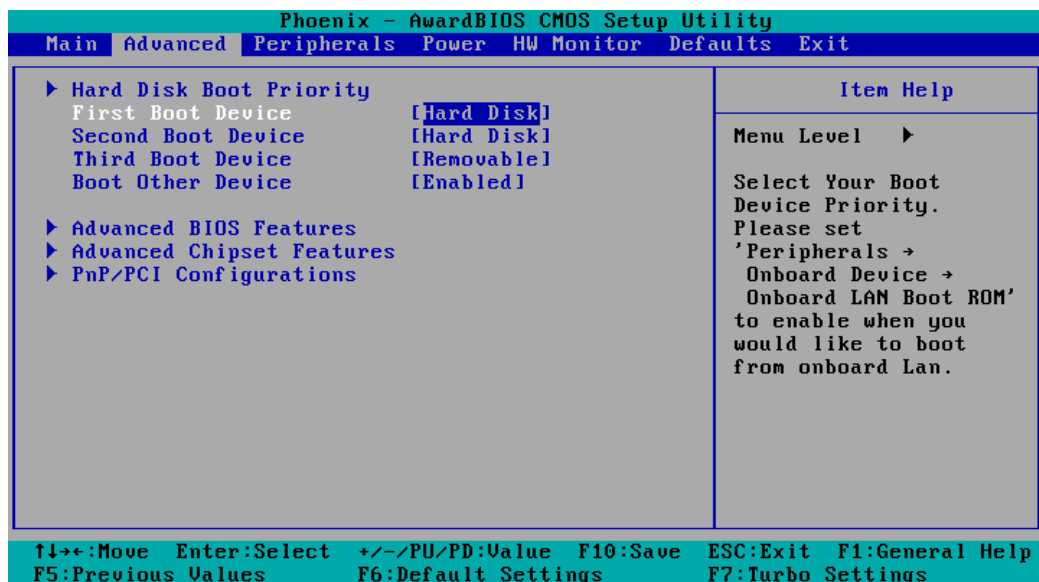 Phoenix - AwardBIOS CMOS Setup Utility
Main Advanced Peripherals Power HW Monitor Defaults Exit
▶ Hard Disk Boot Priority
First Boot Device [Hard Disk]
Second Boot Device [Hard Disk]
Third Boot Device [Removable]
Boot Other Device [Enabled]
▶ Advanced BIOS Features
▶ Advanced Chipset Features
▶ PnP/PCI Configurations
Item Help
Menu Level ▶
Select Your Boot
Device Priority.
Please set
'Peripherals →
Onboard Device →
Onboard LAN Boot ROM'
to enable when you
would like to boot
from onboard Lan.
↑↓→←:Move Enter:Select +/-/PU/PD:Value F10:Save ESC:Exit F1:General Help
F5:Previous Values F6:Default Settings F7:Turbo Settings